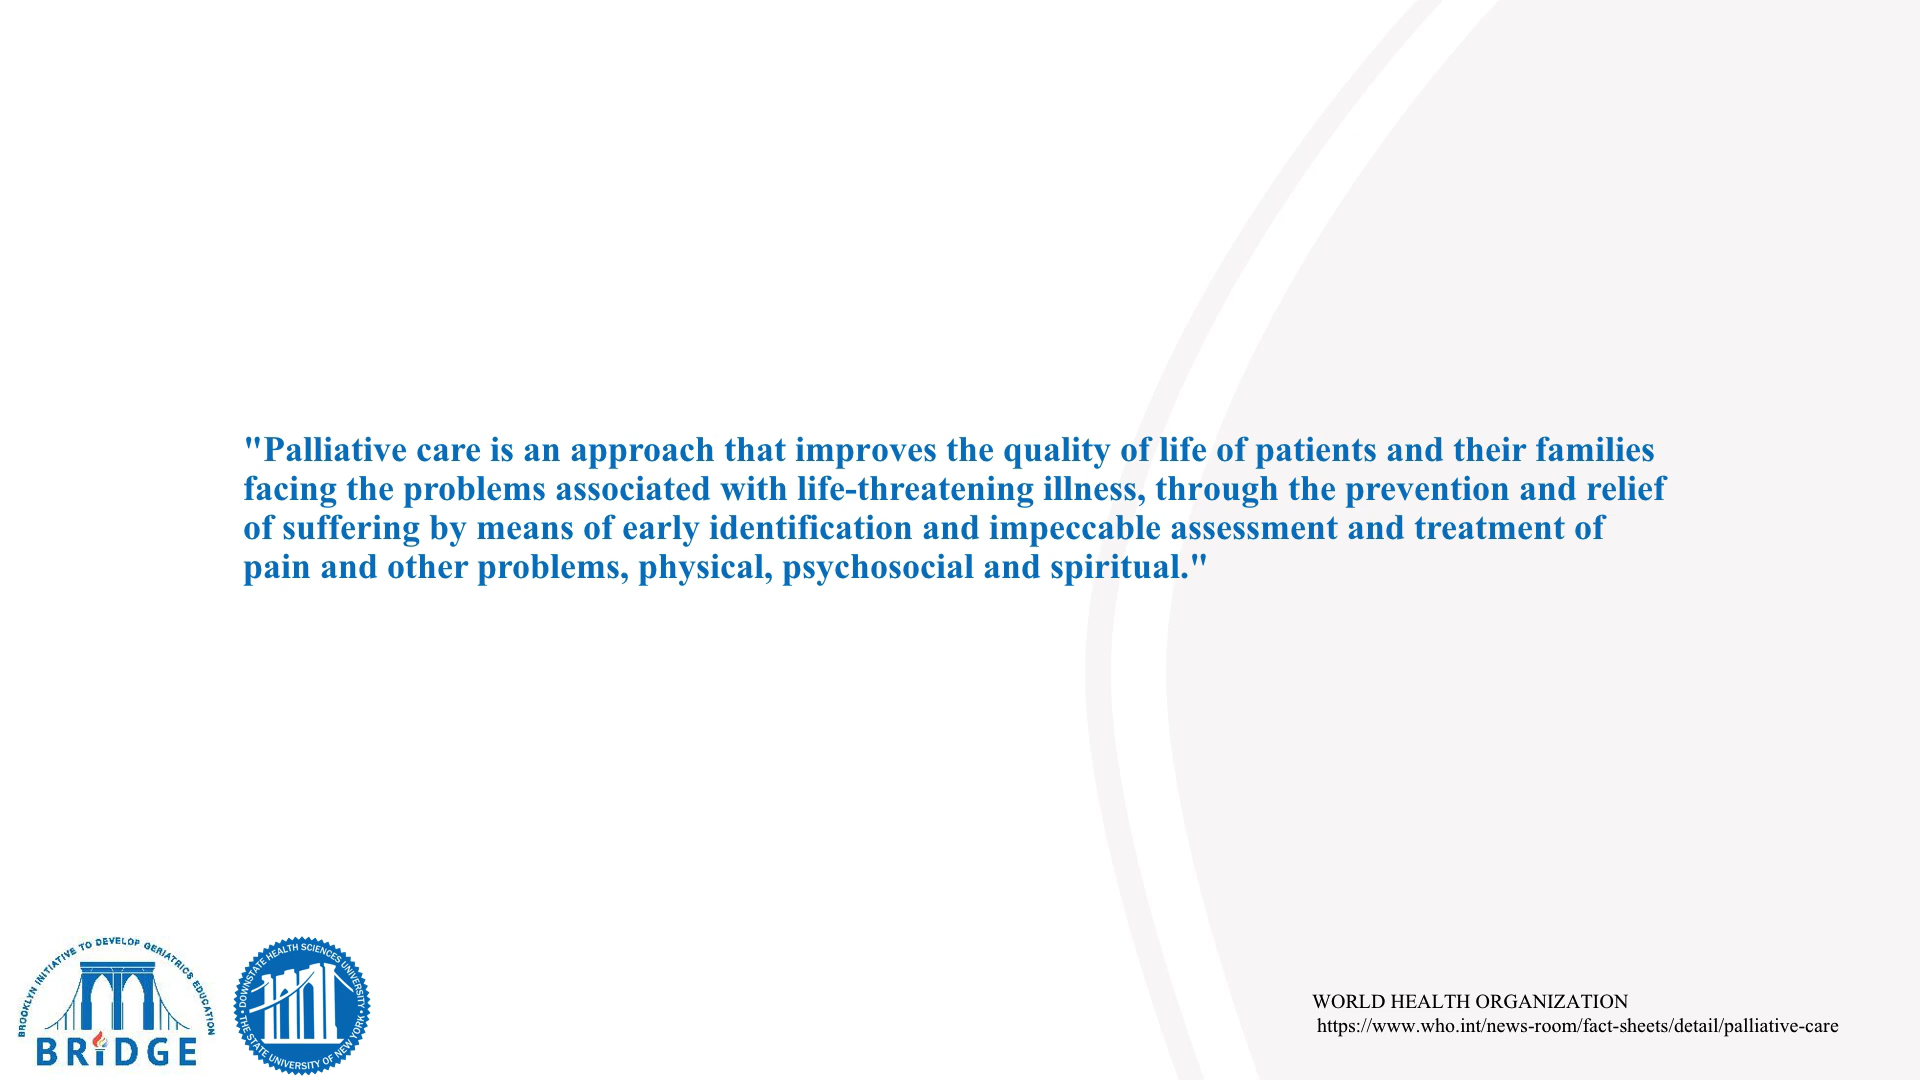 "Palliative care is an approach that improves the quality of life of patients and their families
facing the problems associated with life-threatening illness, through the prevention and relief
of suffering by means of early identification and impeccable assessment and treatment of
pain and other problems, physical, psychosocial and spiritual."
BROOKLYN INITIATIVE TO DEVELOP GERIATRICS EDUCATION
BRiDGE
DOWNSTATE HEALTH SCIENCES UNIVERSITY
THE STATE UNIVERSITY OF NEW YORK
WORLD HEALTH ORGANIZATION
https://www.who.int/news-room/fact-sheets/detail/palliative-care